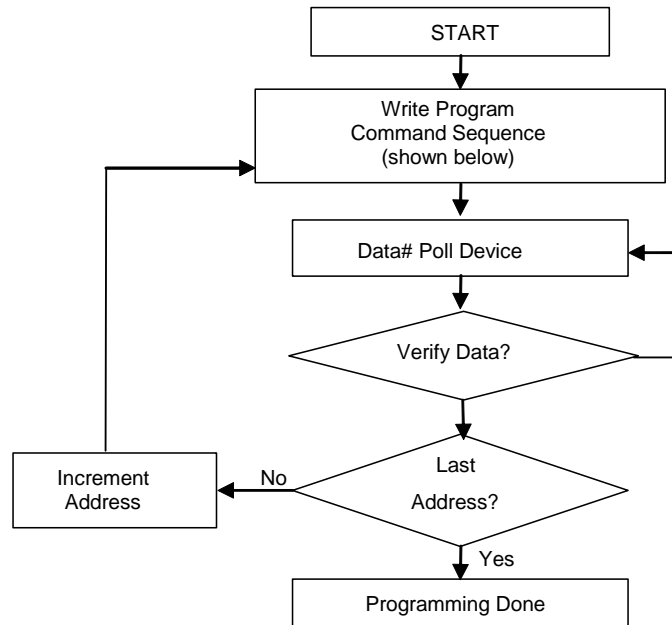 START
Write Program
Command Sequence
(shown below)
Data# Poll Device
Verify Data?
Last
Address?
No
Increment
Address
Yes
Programming Done